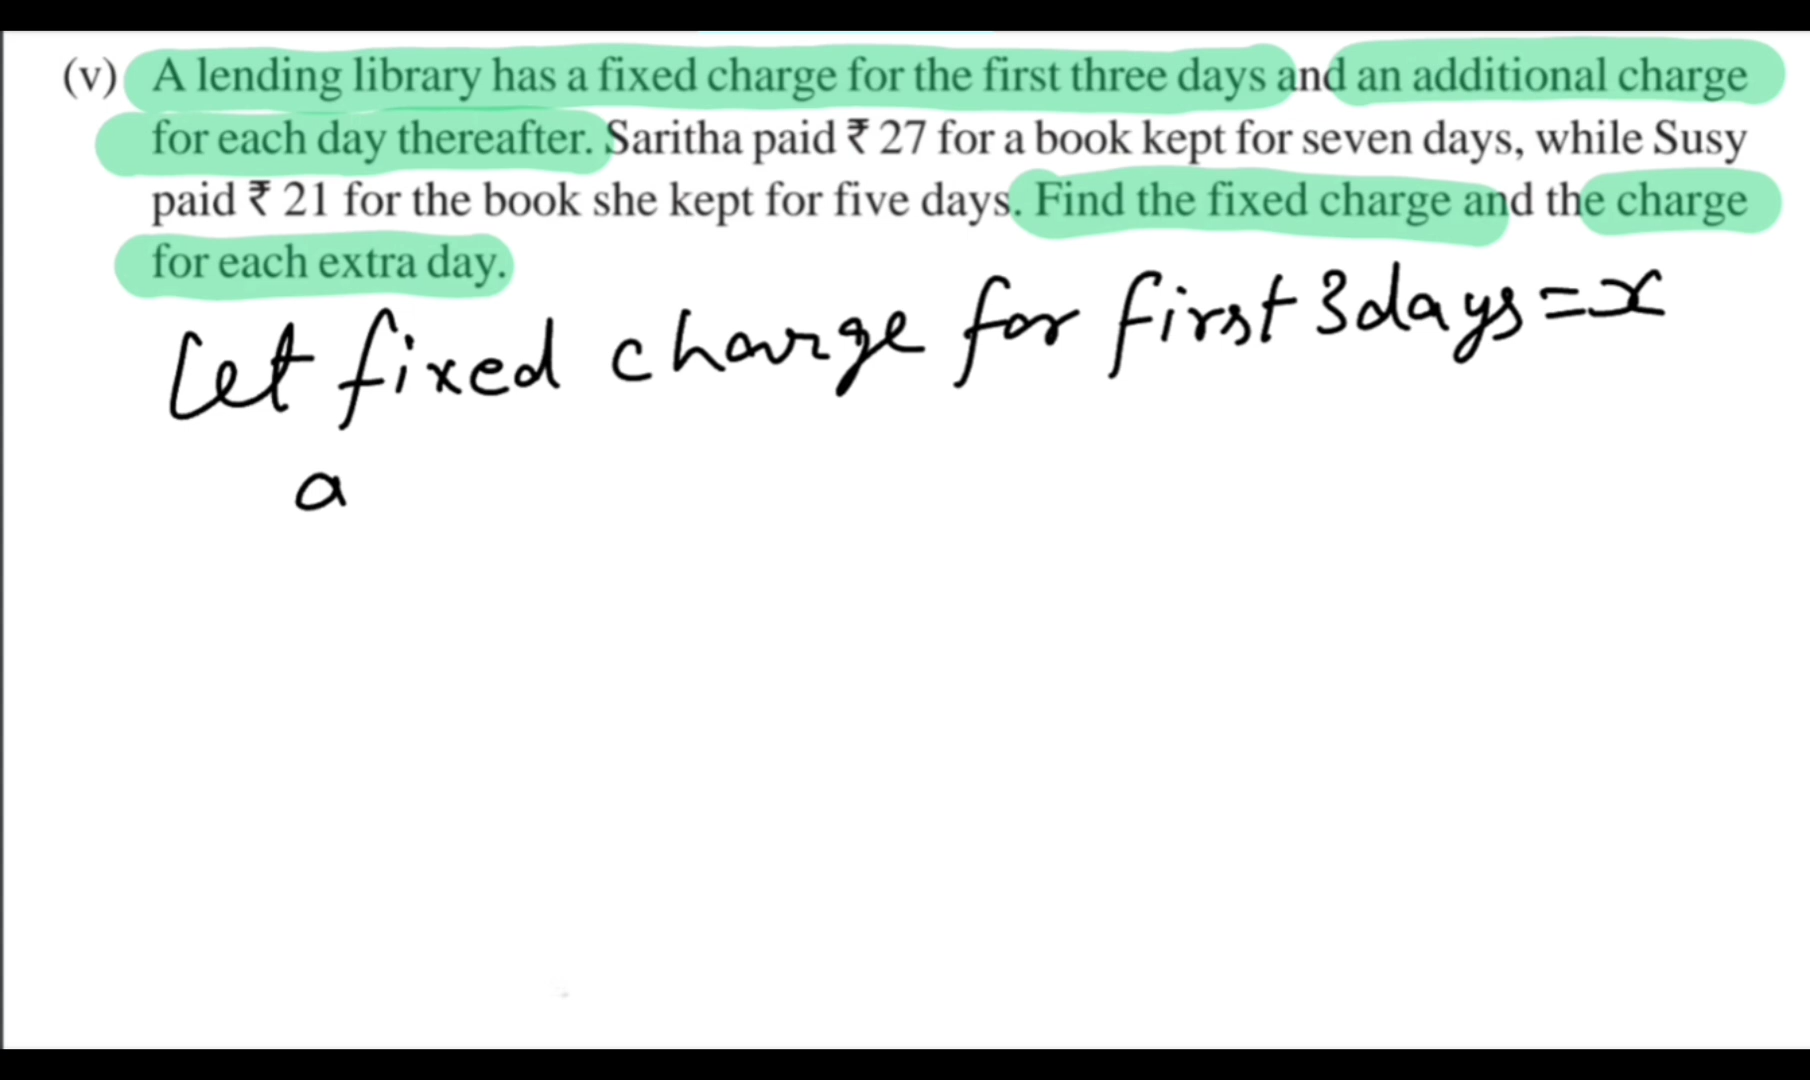 (v) A lending library has a fixed charge for the first three days and an additional charge
for each day thereafter. Saritha paid ₹ 27 for a book kept for seven days, while Susy
paid ₹ 21 for the book she kept for five days. Find the fixed charge and the charge
for each extra day.
Let fixed charge for first 3 days = x
a